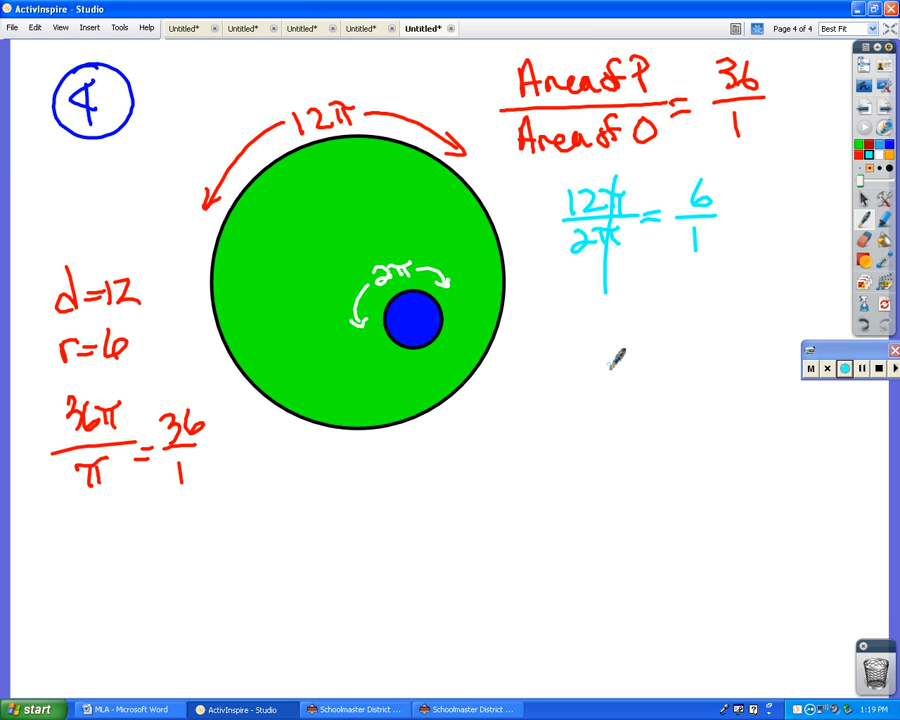 ActivInspire - Studio
File Edit View Insert Tools Help
Untitled* Untitled* Untitled* Untitled* Untitled*
Page 4 of 4 Best Fit
4
12π
Area of P
Area of O
= 36
1
12π
2π
= 6
1
2π
d=12
r=6
36π
π
= 36
1
M
start
MLA - Microsoft Word
ActivInspire - Studio
Schoolmaster District ...
Schoolmaster District ...
1:19 PM